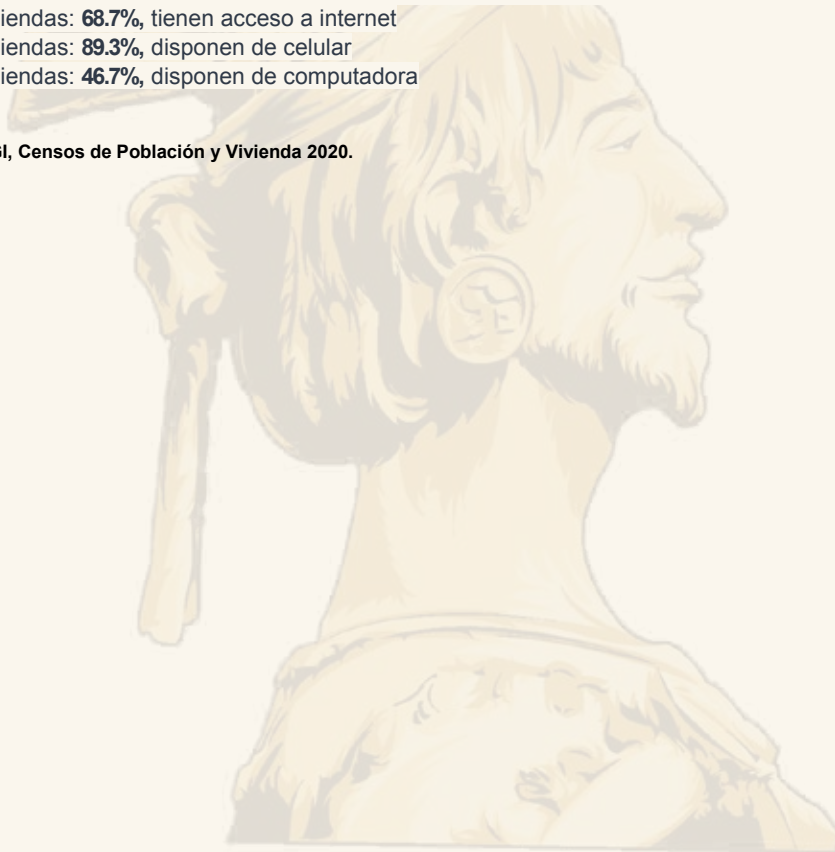 iendas: 68.7%, tienen acceso a internet
iendas: 89.3%, disponen de celular
iendas: 46.7%, disponen de computadora
GI, Censos de Población y Vivienda 2020.